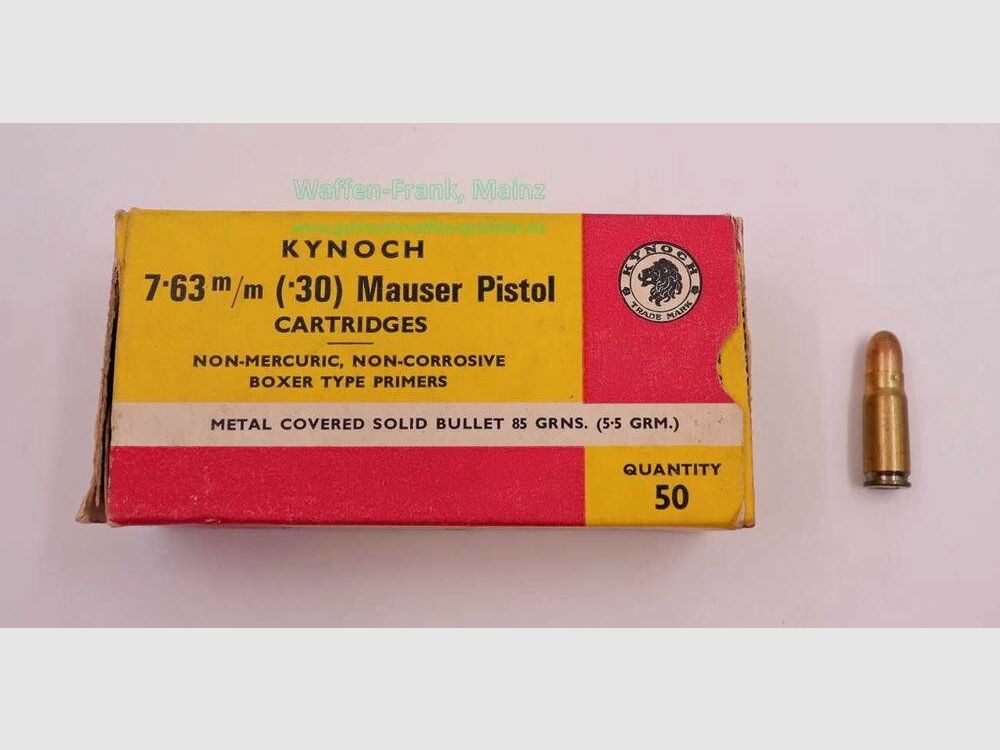 Waffen-Frank, Mainz
KYNOCH
7·63 m/m (·30) Mauser Pistol
CARTRIDGES
NON-MERCURIC, NON-CORROSIVE
BOXER TYPE PRIMERS
KYNOCH
TRADE MARK
METAL COVERED SOLID BULLET 85 GRNS. (5·5 GRM.)
QUANTITY
50